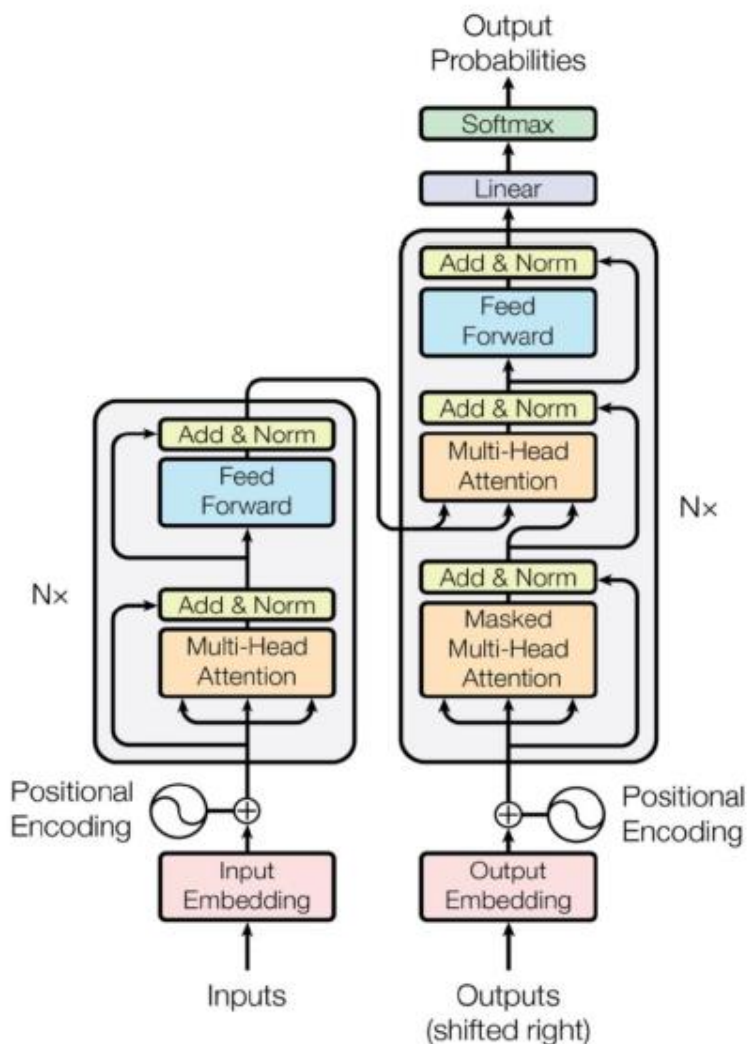 Output
Probabilities
Softmax
Linear
Add & Norm
Feed
Forward
Add & Norm
Multi-Head
Attention
Add & Norm
Masked
Multi-Head
Attention
N×
Add & Norm
Feed
Forward
Add & Norm
Multi-Head
Attention
N×
Positional
Encoding
Positional
Encoding
Input
Embedding
Output
Embedding
Inputs
Outputs
(shifted right)